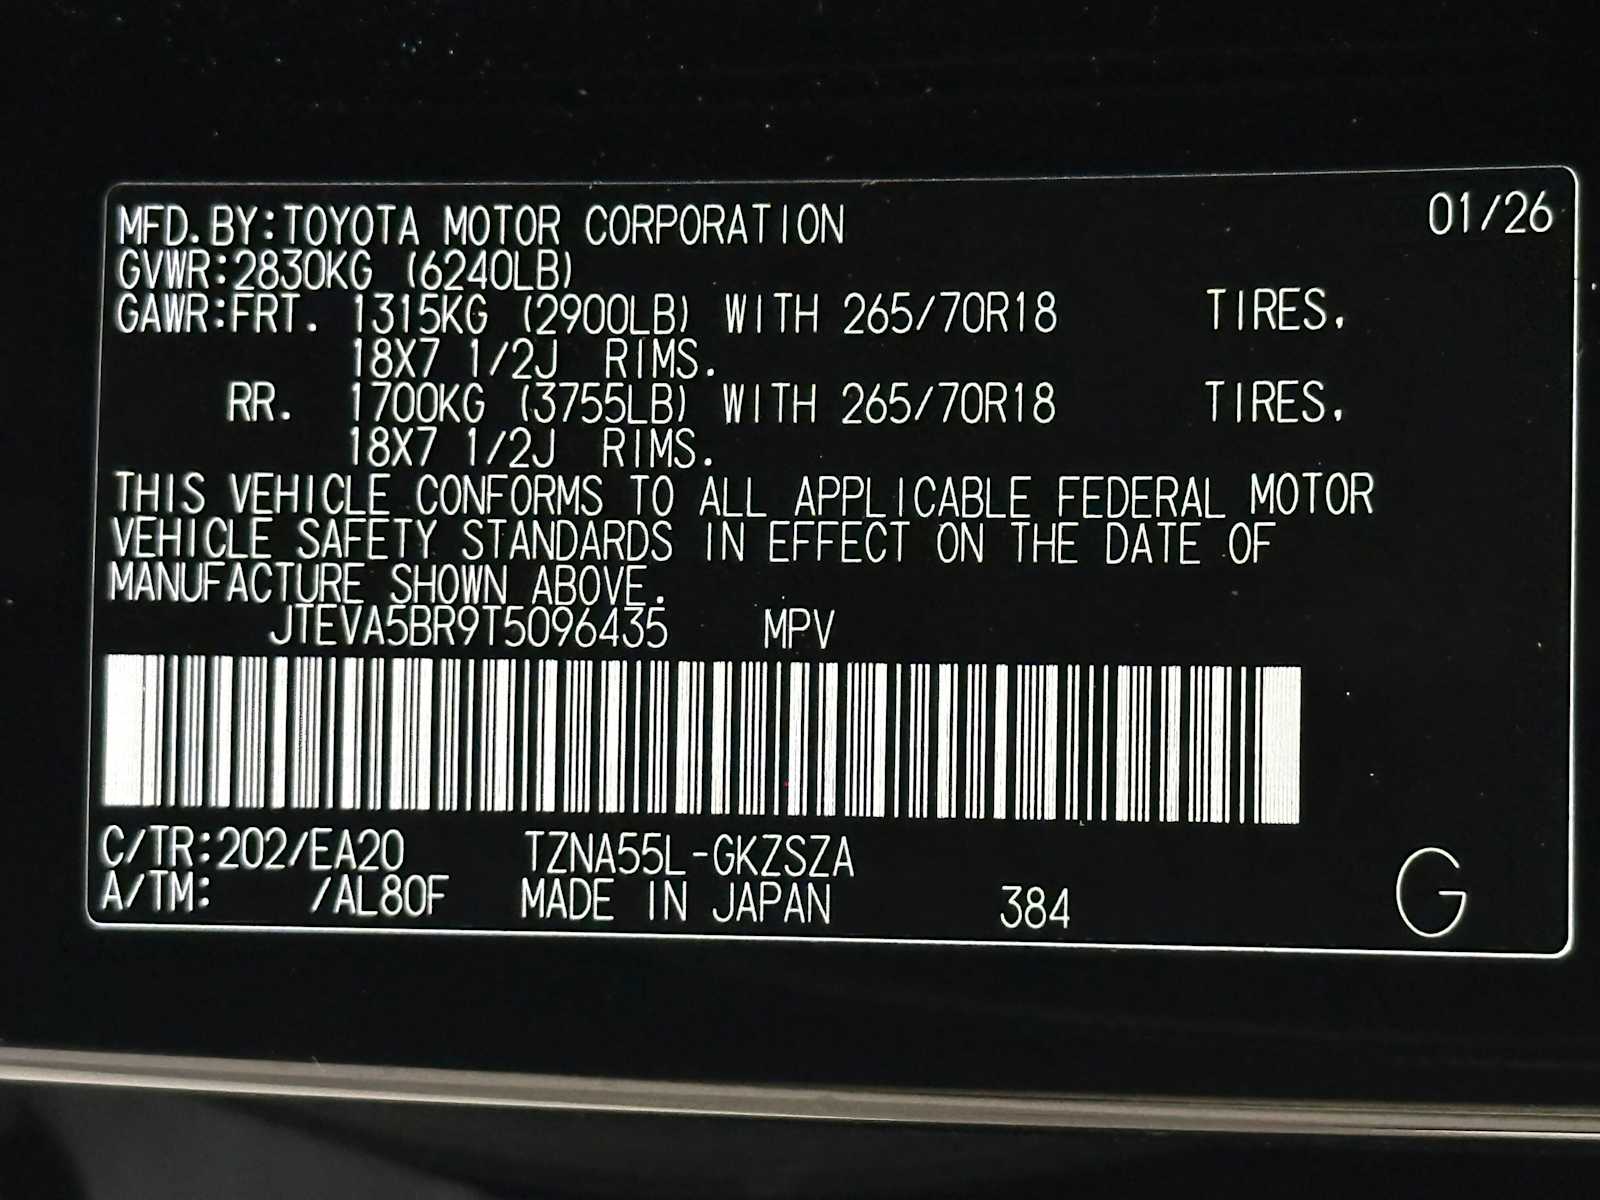 MFD.BY:TOYOTA MOTOR CORPORATION 01/26
GVWR:2830KG (6240LB)
GAWR:FRT. 1315KG (2900LB) WITH 265/70R18 TIRES,
18X7 1/2J RIMS.
RR. 1700KG (3755LB) WITH 265/70R18 TIRES,
18X7 1/2J RIMS.
THIS VEHICLE CONFORMS TO ALL APPLICABLE FEDERAL MOTOR
VEHICLE SAFETY STANDARDS IN EFFECT ON THE DATE OF
MANUFACTURE SHOWN ABOVE.
JTEVA5BR9T5096435 MPV
C/TR:202/EA20 TZNA55L-GKZSZA
A/TM: /AL80F MADE IN JAPAN 384 G